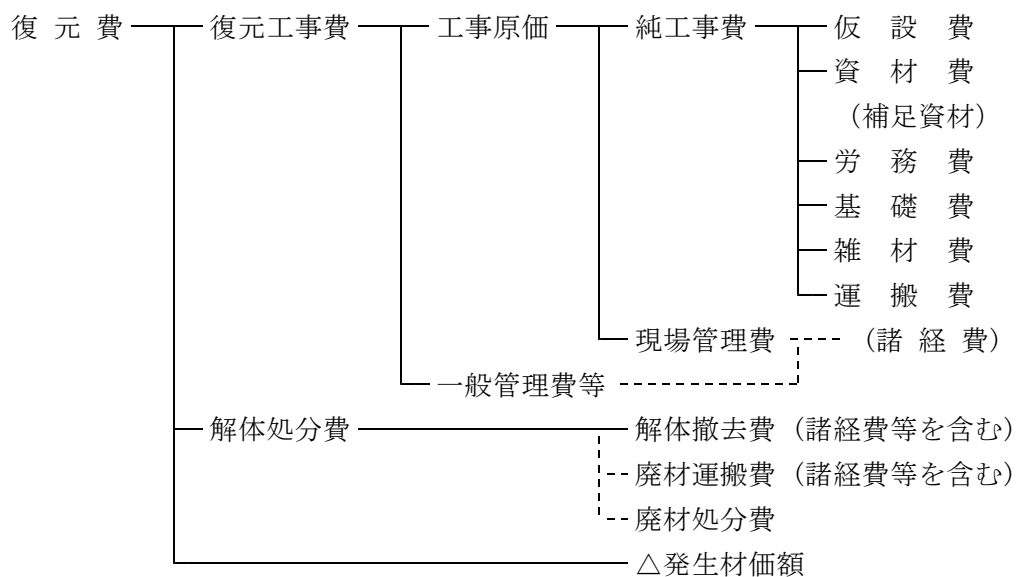 復元費 復元工事費 工事原価 純工事費 仮設費
資材費
（補足資材）
労務費
基礎費
雑材費
運搬費
現場管理費 （諸経費）
一般管理費等
解体処分費 解体撤去費（諸経費等を含む）
廃材運搬費（諸経費等を含む）
廃材処分費
△発生材価額